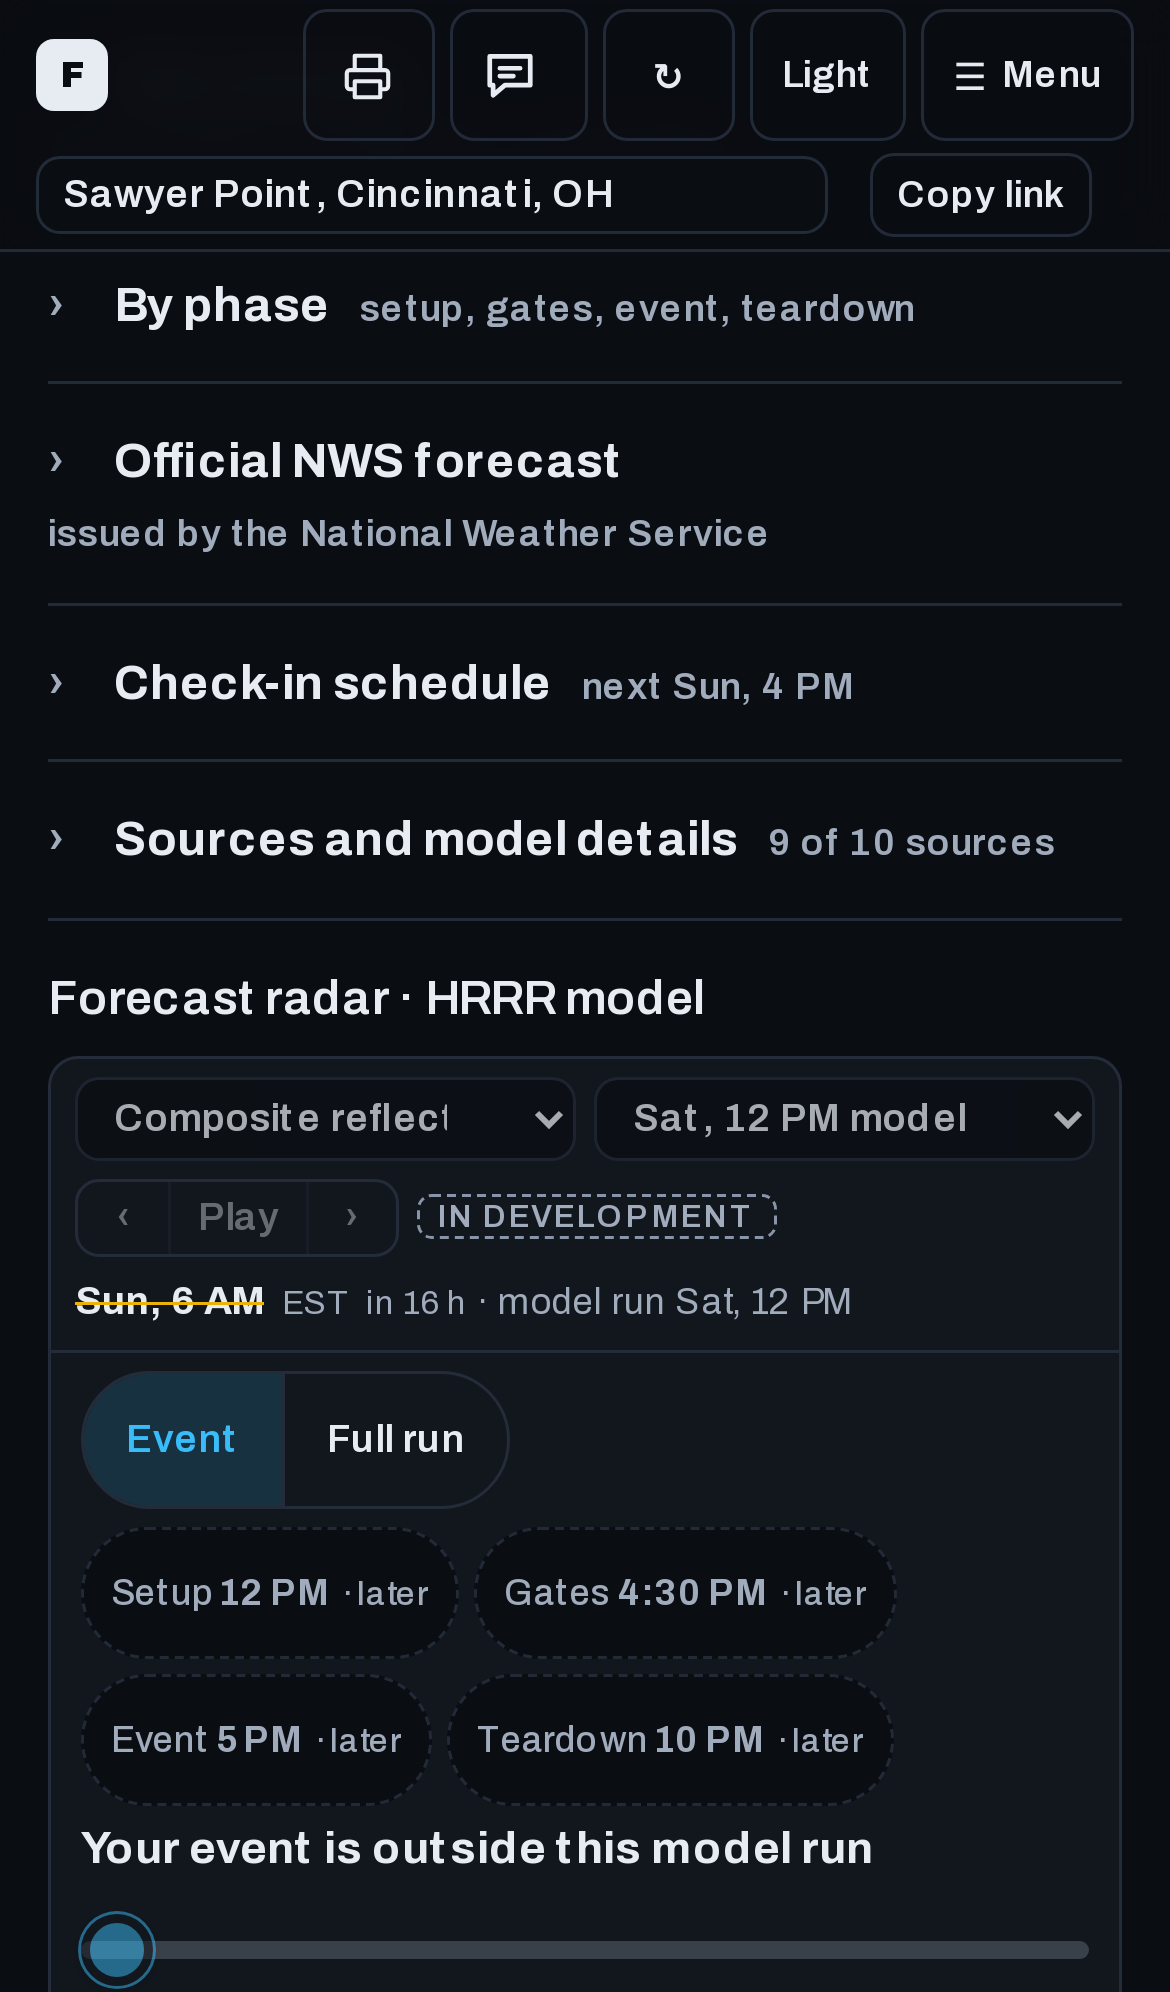 F
Light
☰ Menu
Sawyer Point, Cincinnati, OH
Copy link
› By phase setup, gates, event, teardown
› Official NWS forecast
issued by the National Weather Service
› Check-in schedule next Sun, 4 PM
› Sources and model details 9 of 10 sources
Forecast radar · HRRR model
Composite reflect
Sat, 12 PM model
‹ Play › IN DEVELOPMENT
Sun, 6 AM EST in 16 h · model run Sat, 12 PM
Event Full run
Setup 12 PM · later Gates 4:30 PM · later
Event 5 PM · later Teardown 10 PM · later
Your event is outside this model run